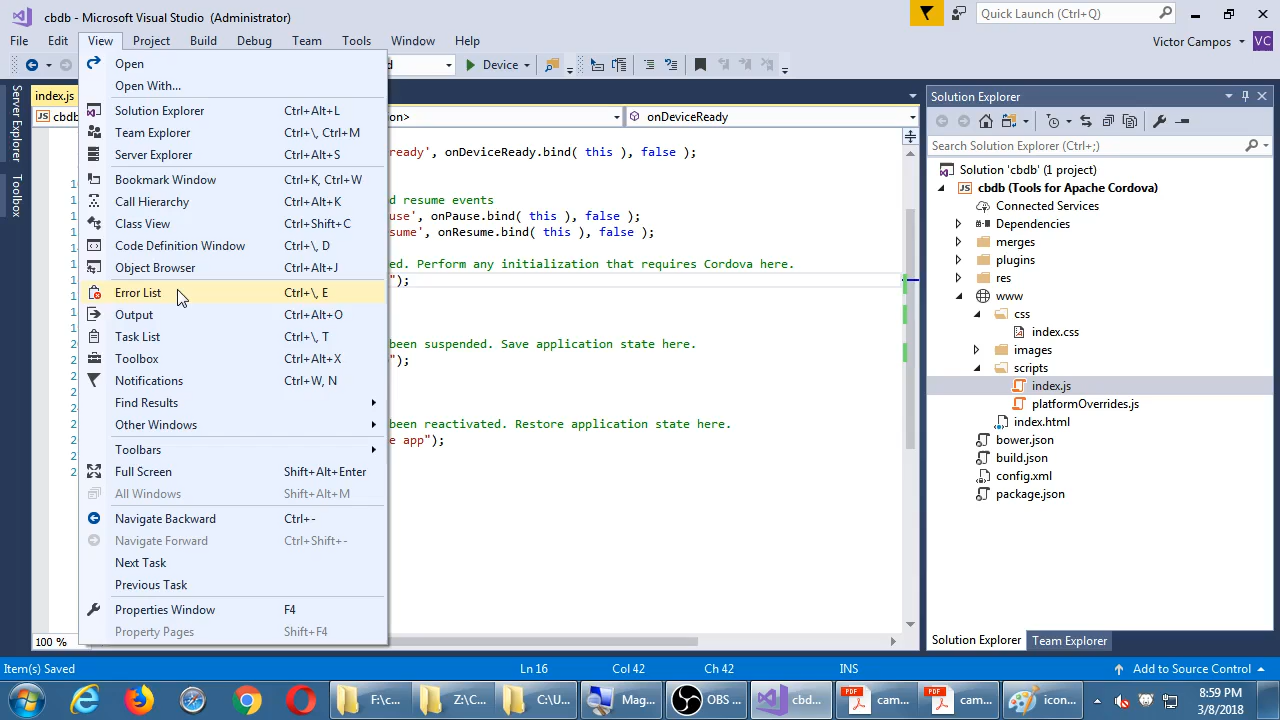 cbdb - Microsoft Visual Studio (Administrator)
Quick Launch (Ctrl+Q)
File Edit View Project Build Debug Team Tools Window Help
Victor Campos VC
d Device
index.js
cbdb on> onDeviceReady
Server Explorer
Toolbox
Open
Open With...
Solution Explorer Ctrl+Alt+L
Team Explorer Ctrl+\, Ctrl+M
Server Explorer Ctrl+Alt+S
Bookmark Window Ctrl+K, Ctrl+W
Call Hierarchy Ctrl+Alt+K
Class View Ctrl+Shift+C
Code Definition Window Ctrl+\, D
Object Browser Ctrl+Alt+J
Error List Ctrl+\, E
Output Ctrl+Alt+O
Task List Ctrl+\, T
Toolbox Ctrl+Alt+X
Notifications Ctrl+W, N
Find Results
Other Windows
Toolbars
Full Screen Shift+Alt+Enter
All Windows Shift+Alt+M
Navigate Backward Ctrl+-
Navigate Forward Ctrl+Shift+-
Next Task
Previous Task
Properties Window F4
Property Pages Shift+F4
ready', onDeviceReady.bind( this ), false );
d resume events
use', onPause.bind( this ), false );
sume', onResume.bind( this ), false );
ed. Perform any initialization that requires Cordova here.
");
been suspended. Save application state here.
");
been reactivated. Restore application state here.
e app");
100 %
Solution Explorer
Search Solution Explorer (Ctrl+;)
Solution 'cbdb' (1 project)
cbdb (Tools for Apache Cordova)
Connected Services
Dependencies
merges
plugins
res
www
css
index.css
images
scripts
index.js
platformOverrides.js
index.html
bower.json
build.json
config.xml
package.json
Solution Explorer Team Explorer
Item(s) Saved Ln 16 Col 42 Ch 42 INS Add to Source Control
F:\c... Z:\C... C:\U... Mag... OBS ... cbd... cam... cam... icon...
8:59 PM
3/8/2018